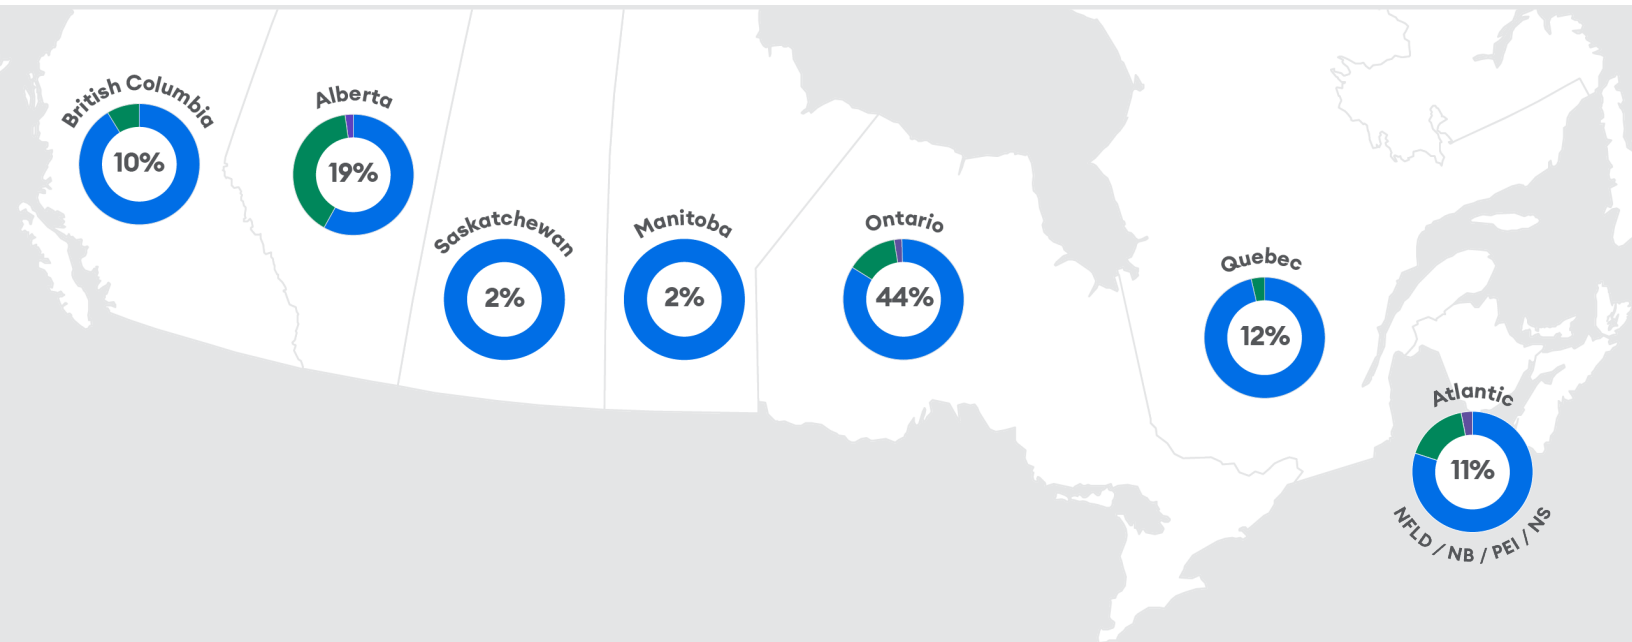 British Columbia
10%
Alberta
19%
Saskatchewan
2%
Manitoba
2%
Ontario
44%
Quebec
12%
Atlantic
11%
NFLD / NB / PEI / NS